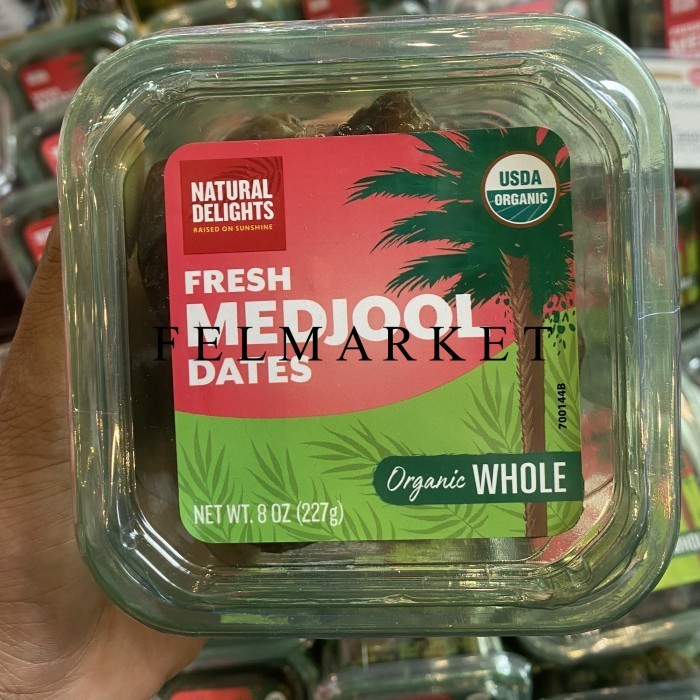 NATURAL
DELIGHTS
RAISED ON SUNSHINE
USDA
ORGANIC
FRESH
MEDJOOL
FELMARKET
DATES
700144B
Organic WHOLE
NET WT. 8 OZ (227g)